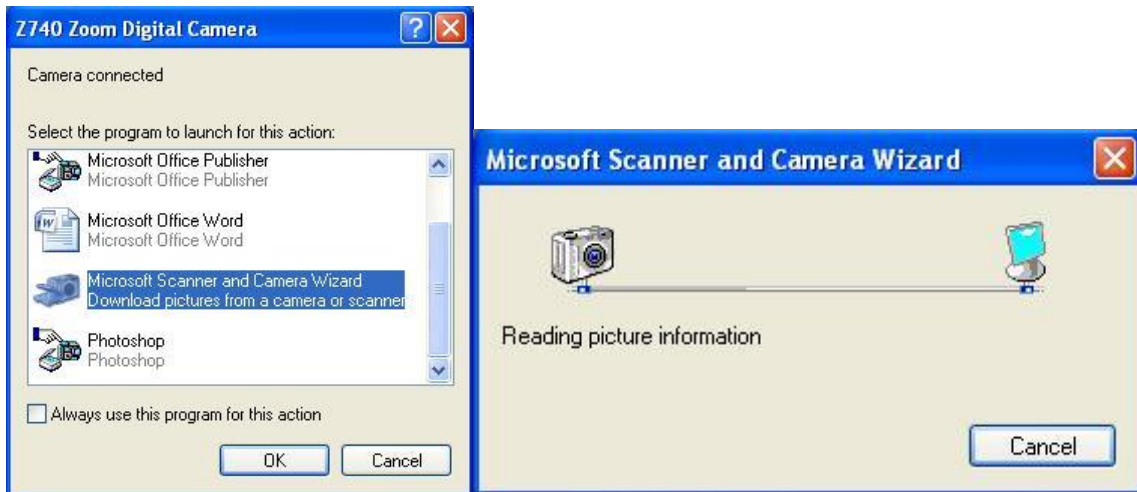 Z740 Zoom Digital Camera
Camera connected
Select the program to launch for this action:
Microsoft Office Publisher
Microsoft Office Publisher
Microsoft Office Word
Microsoft Office Word
Microsoft Scanner and Camera Wizard
Download pictures from a camera or scanner
Photoshop
Photoshop
Always use this program for this action
OK Cancel
Microsoft Scanner and Camera Wizard
Reading picture information
Cancel